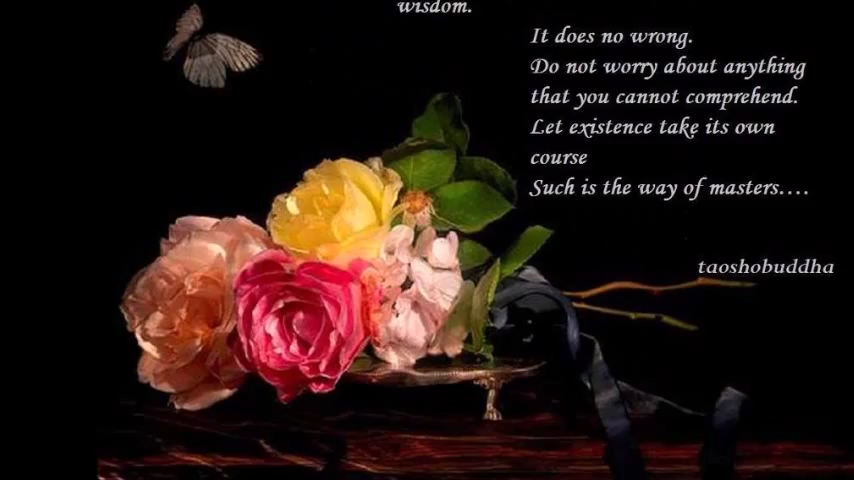 wisdom.
It does no wrong.
Do not worry about anything
that you cannot comprehend.
Let existence take its own
course
Such is the way of masters....
taoshobuddha